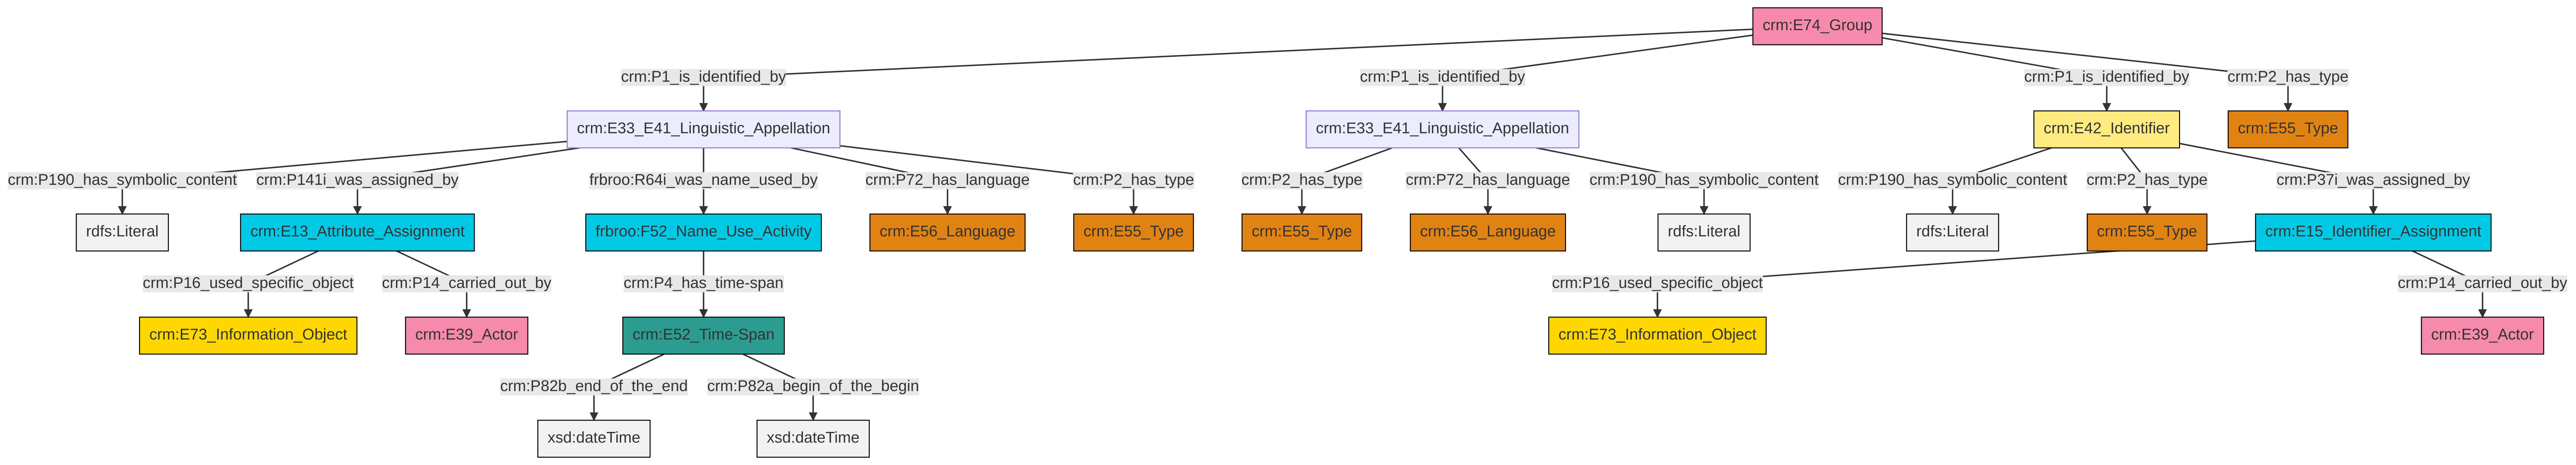 crm:E74_Group
crm:P1_is_identified_by
crm:P1_is_identified_by
crm:P1_is_identified_by
crm:P2_has_type
crm:E33_E41_Linguistic_Appellation
crm:E33_E41_Linguistic_Appellation
crm:E42_Identifier
crm:E55_Type
crm:P190_has_symbolic_content
crm:P141i_was_assigned_by
frbroo:R64i_was_name_used_by
crm:P72_has_language
crm:P2_has_type
crm:P2_has_type
crm:P72_has_language
crm:P190_has_symbolic_content
crm:P190_has_symbolic_content
crm:P2_has_type
crm:P37i_was_assigned_by
rdfs:Literal
crm:E13_Attribute_Assignment
frbroo:F52_Name_Use_Activity
crm:E56_Language
crm:E55_Type
crm:E55_Type
crm:E56_Language
rdfs:Literal
rdfs:Literal
crm:E55_Type
crm:E15_Identifier_Assignment
crm:P16_used_specific_object
crm:P14_carried_out_by
crm:P4_has_time-span
crm:P16_used_specific_object
crm:P14_carried_out_by
crm:E73_Information_Object
crm:E39_Actor
crm:E52_Time-Span
crm:E73_Information_Object
crm:E39_Actor
crm:P82b_end_of_the_end
crm:P82a_begin_of_the_begin
xsd:dateTime
xsd:dateTime